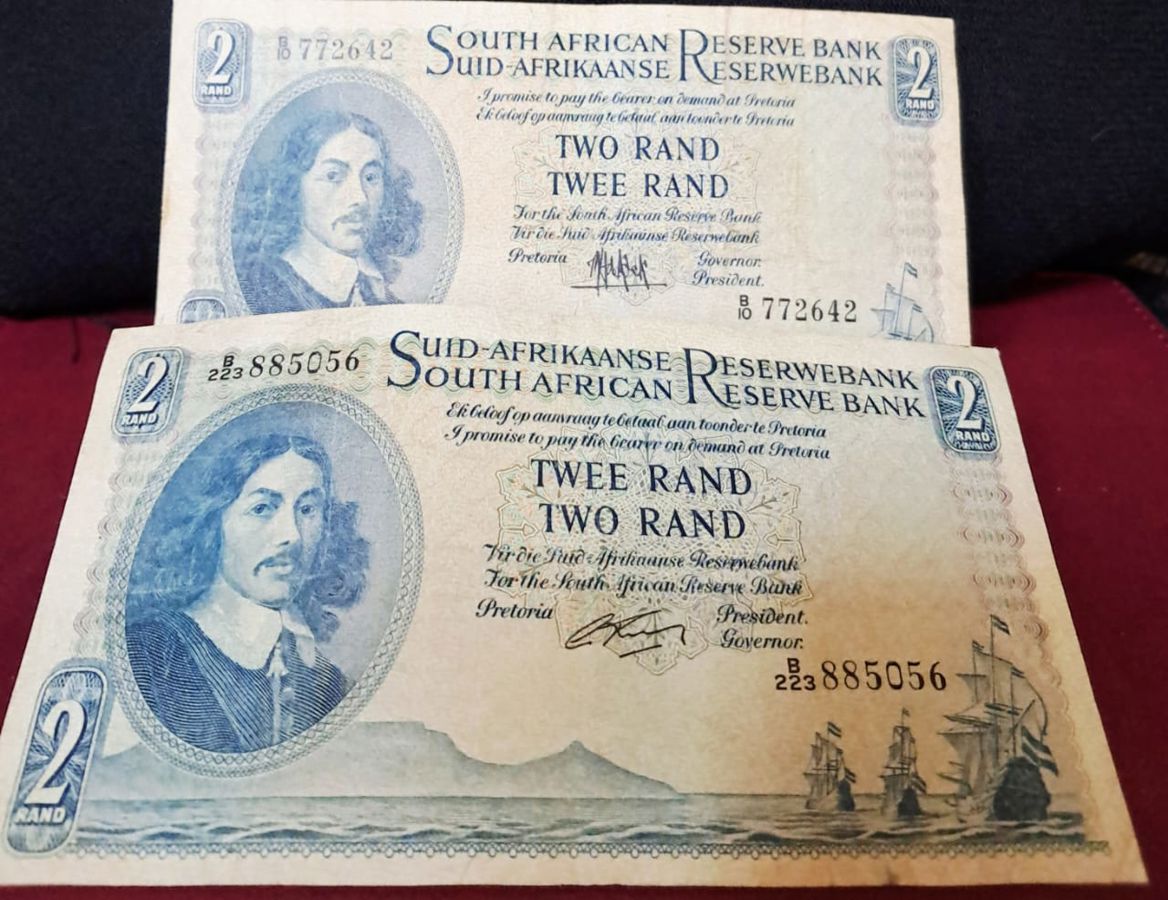 2
RAND
B/10 772642
SOUTH AFRICAN RESERVE BANK
SUID-AFRIKAANSE RESERWEBANK
2
RAND
I promise to pay the bearer on demand at Pretoria
Ek beloof op aanvraag te betaal aan toonder te Pretoria
TWO RAND
TWEE RAND
For the South African Reserve Bank
Vir die Suid-Afrikaanse Reserwebank
Pretoria
Governor.
President.
B/10 772642
2
RAND
B/223 885056
SUID-AFRIKAANSE RESERWEBANK
SOUTH AFRICAN RESERVE BANK
2
RAND
Ek beloof op aanvraag te betaal aan toonder te Pretoria
I promise to pay the bearer on demand at Pretoria
TWEE RAND
TWO RAND
Vir die Suid-Afrikaanse Reserwebank
For the South African Reserve Bank
Pretoria
President.
Governor.
B/223 885056
2
RAND